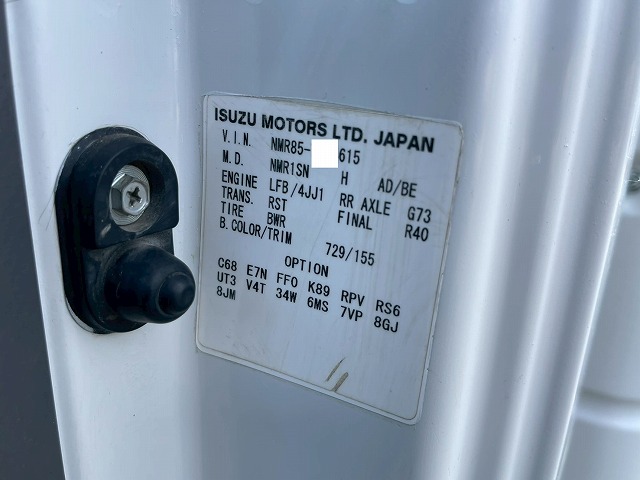 ISUZU MOTORS LTD. JAPAN
V.I.N. NMR85- 615
M.D. NMR1SN H AD/BE
ENGINE LFB/4JJ1 RR AXLE G73
TRANS. RST FINAL R40
TIRE BWR
B.COLOR/TRIM 729/155
OPTION
C68 E7N FF0 K89 RPV RS6
UT3 V4T 34W 6MS 7VP 8GJ
8JM